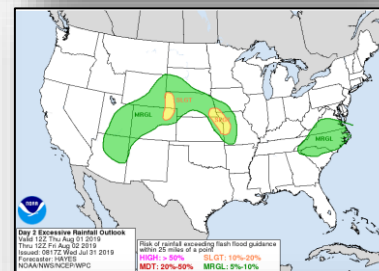 SLGT
MRGL
SLGT
MRGL
noaa
Day 2 Excessive Rainfall Outlook
Valid 12Z Thu Aug 01 2019
Thru 12Z Fri Aug 02 2019
Issued: 0817Z Wed Jul 31 2019
Forecaster: HAYES
NOAA/NWS/NCEP/WPC
Risk of rainfall exceeding flash flood guidance
within 25 miles of a point.
HIGH: > 50% SLGT: 10%-20%
MDT: 20%-50% MRGL: 5%-10%